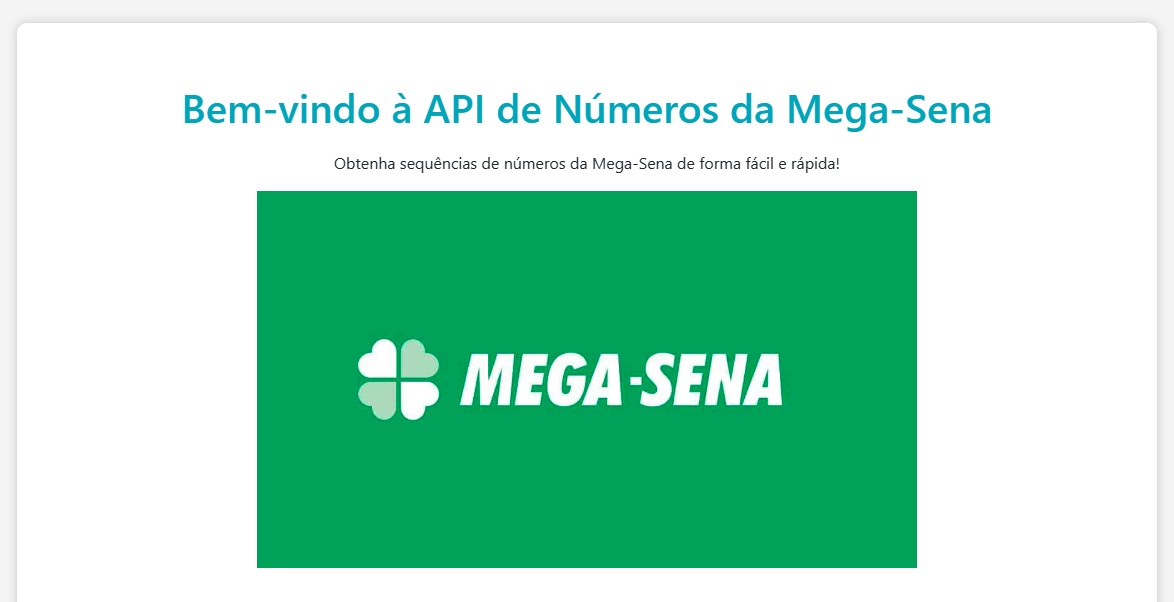 Bem-vindo à API de Números da Mega-Sena
Obtenha sequências de números da Mega-Sena de forma fácil e rápida!
MEGA-SENA